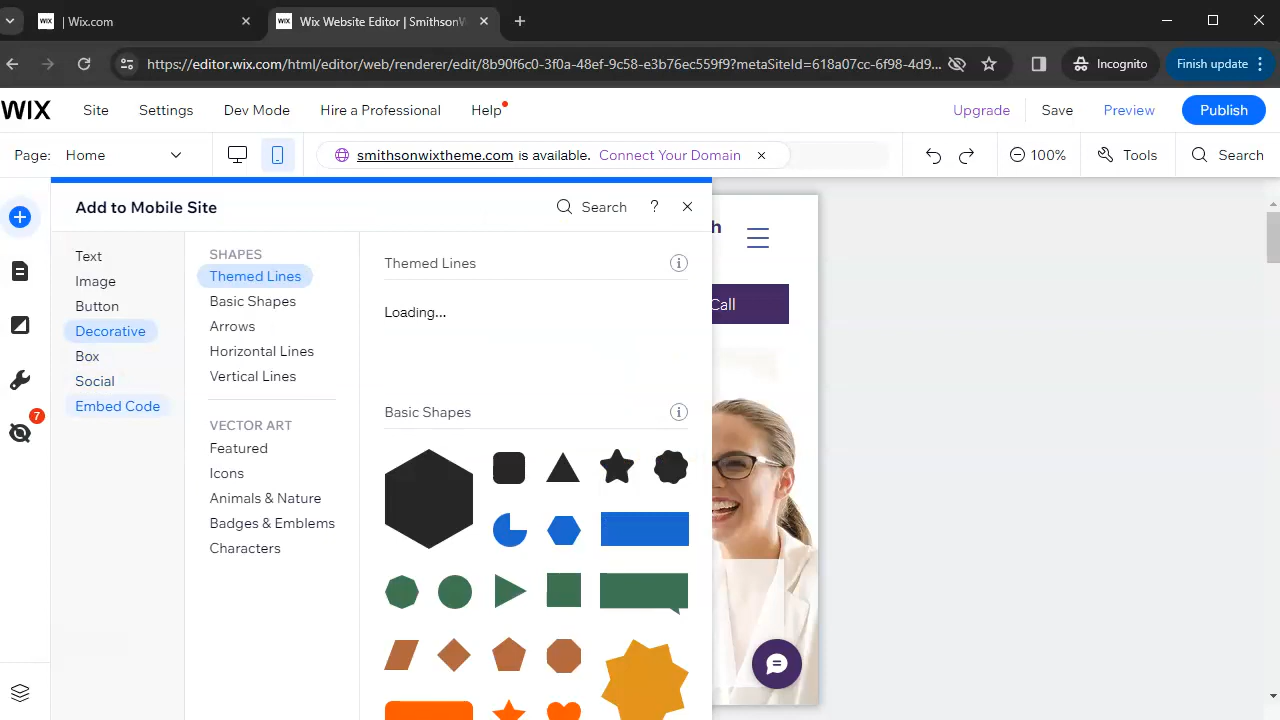 WIX | Wix.com
WIX Wix Website Editor | SmithsonW
https://editor.wix.com/html/editor/web/renderer/edit/8b90f6c0-3f0a-48ef-9c58-e3b76ec559f9?metaSiteId=618a07cc-6f98-4d9...
Incognito
Finish update
WIX
Site
Settings
Dev Mode
Hire a Professional
Help
Upgrade
Save
Preview
Publish
Page: Home
smithsonwixtheme.com is available. Connect Your Domain
100%
Tools
Search
Add to Mobile Site
Search
?
Text
Image
Button
Decorative
Box
Social
Embed Code
7
SHAPES
Themed Lines
Basic Shapes
Arrows
Horizontal Lines
Vertical Lines
VECTOR ART
Featured
Icons
Animals & Nature
Badges & Emblems
Characters
Themed Lines
Loading...
Basic Shapes
h
Call